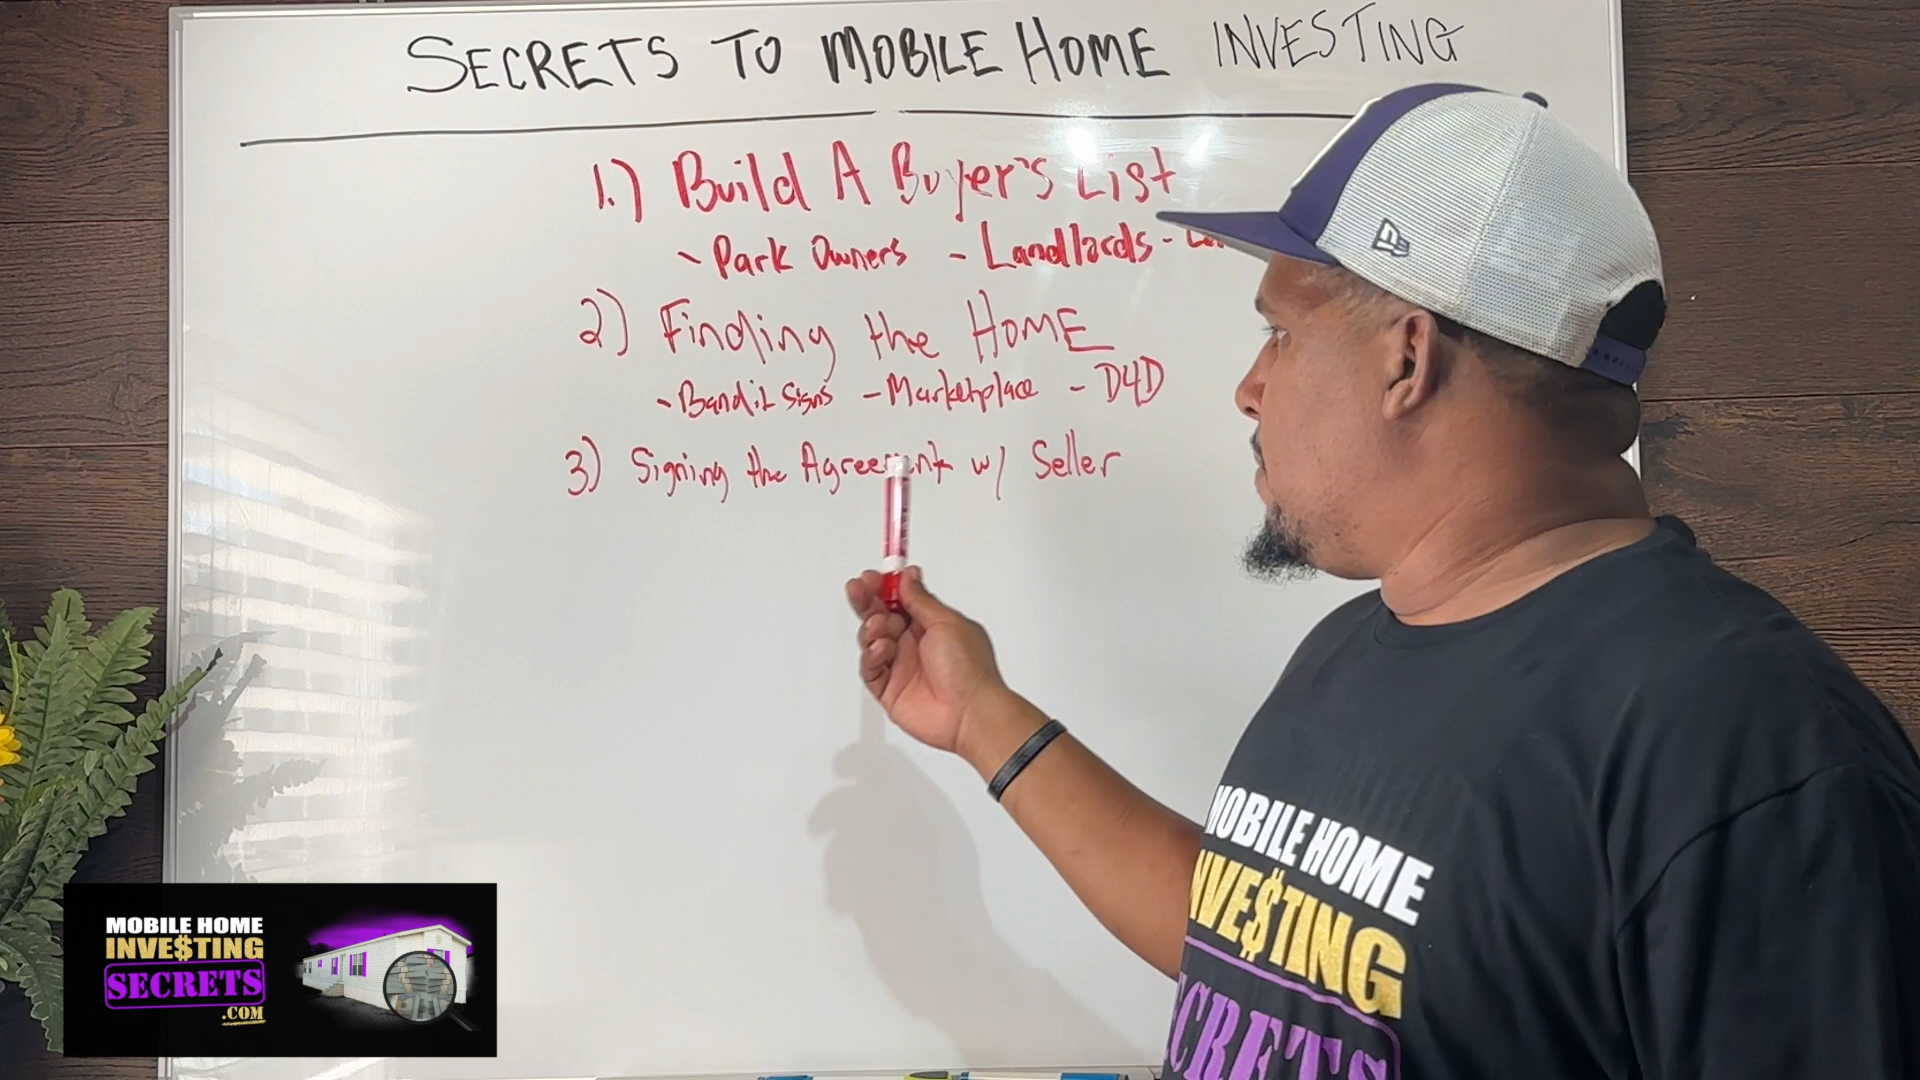 SECRETS TO MOBILE HOME INVESTING
1.) Build A Buyer's List
- Park Owners - Landlords -
2) Finding the HOME
- Bandit Signs - Marketplace - D4D
3) Signing the Agreement w/ Seller
MOBILE HOME
INVE$TING
SECRETS
.COM
MOBILE HOME
INVE$TING
ECRETS